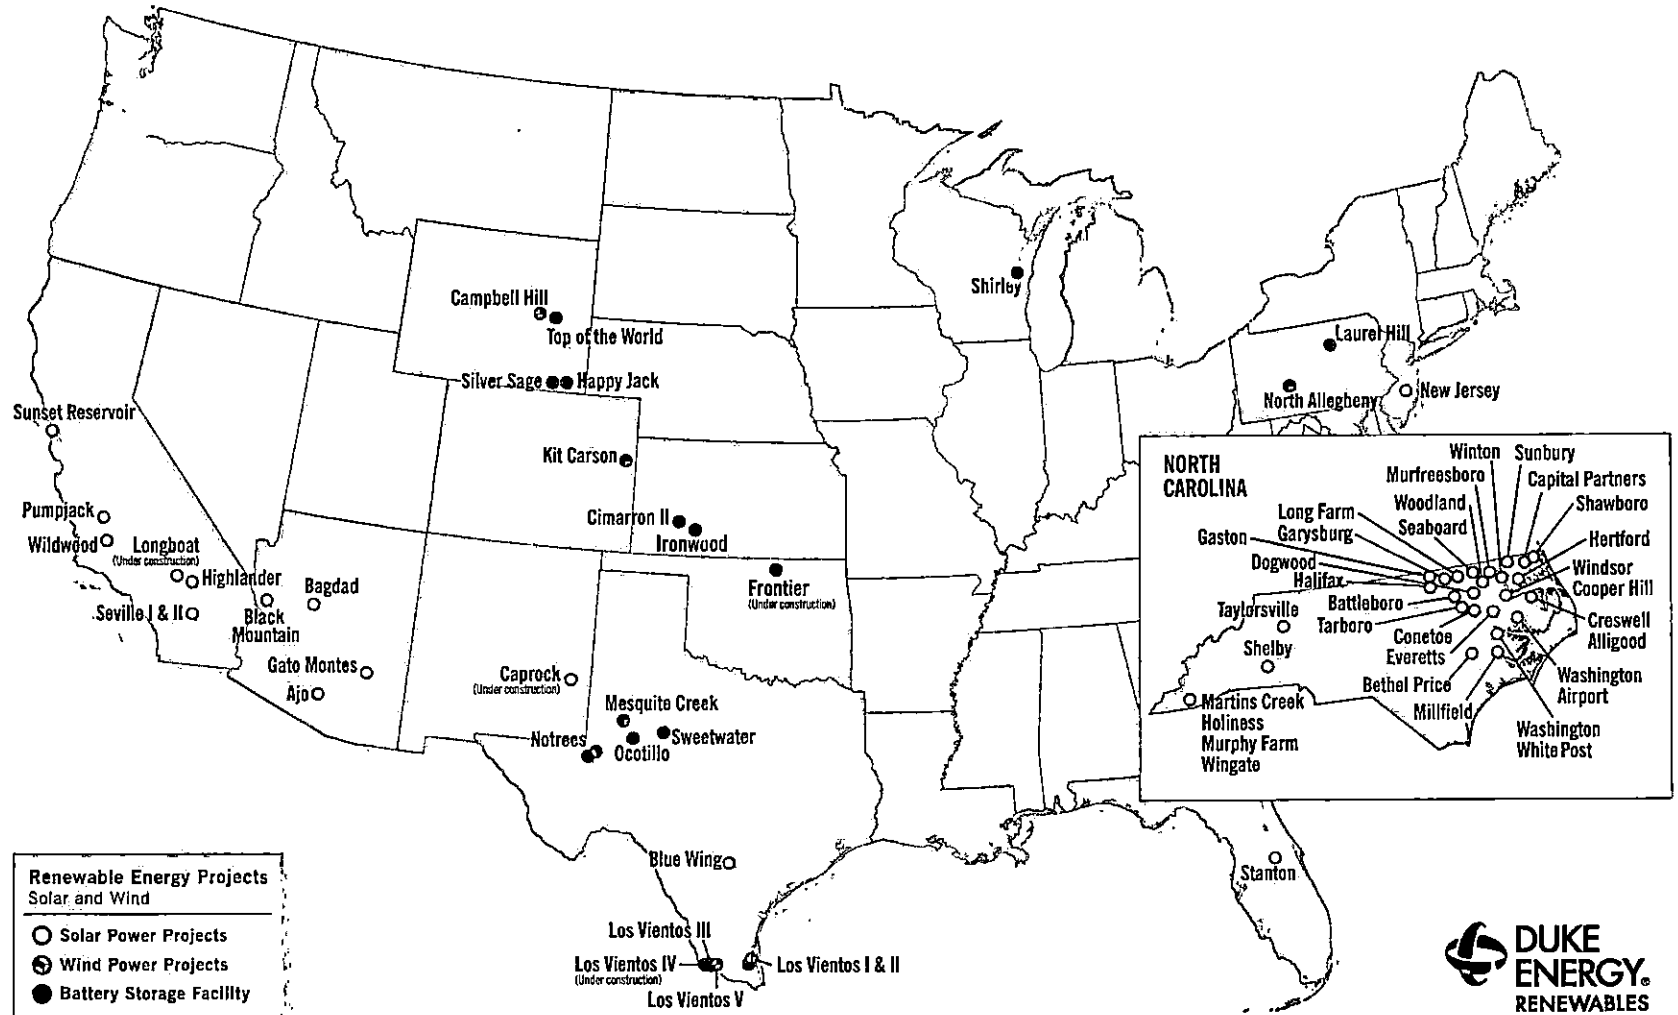 Shirley
Campbell Hill
Top of the World
Laurel Hill
Silver Sage
Happy Jack
North Allegheny
New Jersey
Sunset Reservoir
Kit Carson
Pumpjack
Wildwood
Longboat
(Under construction)
Highlander
Seville I & II
Black
Mountain
Bagdad
Gato Montes
Ajo
Cimarron II
Ironwood
Frontier
(Under construction)
Caprock
(Under construction)
Mesquite Creek
Notrees
Ocotillo
Sweetwater
Blue Wing
Los Vientos III
Los Vientos IV
(Under construction)
Los Vientos V
Los Vientos I & II
Stanton
NORTH
CAROLINA
Winton
Sunbury
Murfreesboro
Capital Partners
Woodland
Shawboro
Long Farm
Seaboard
Garysburg
Gaston
Hertford
Dogwood
Windsor
Cooper Hill
Halifax
Battleboro
Taylorsville
Tarboro
Creswell
Alligood
Conetoe
Everetts
Shelby
Bethel Price
Washington
Airport
Millfield
Martins Creek
Holiness
Murphy Farm
Wingate
Washington
White Post
Renewable Energy Projects
Solar and Wind
Solar Power Projects
Wind Power Projects
Battery Storage Facility
DUKE
ENERGY®
RENEWABLES